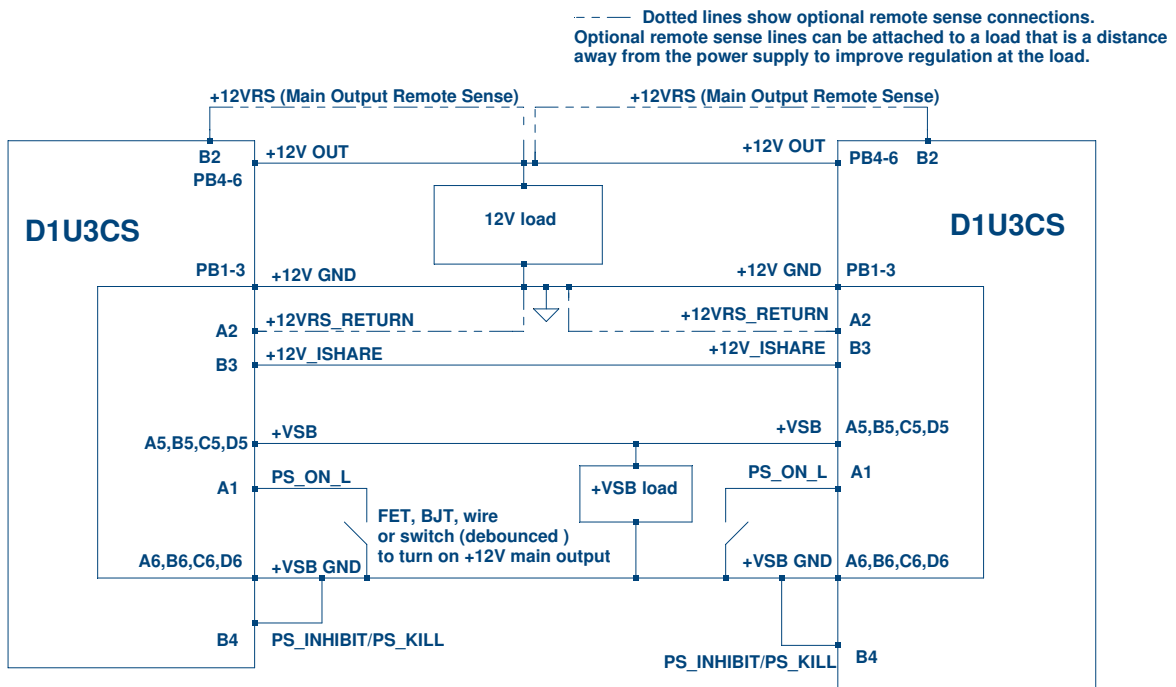 Dotted lines show optional remote sense connections.
Optional remote sense lines can be attached to a load that is a distance
away from the power supply to improve regulation at the load.
+12VRS (Main Output Remote Sense)
+12VRS (Main Output Remote Sense)
B2
+12V OUT
+12V OUT
PB4-6
B2
PB4-6
D1U3CS
12V load
D1U3CS
PB1-3
+12V GND
+12V GND
PB1-3
A2
+12VRS_RETURN
+12VRS_RETURN
A2
B3
+12V_ISHARE
+12V_ISHARE
B3
A5,B5,C5,D5
+VSB
+VSB
A5,B5,C5,D5
A1
PS_ON_L
+VSB load
PS_ON_L
A1
FET, BJT, wire
or switch (debounced )
to turn on +12V main output
A6,B6,C6,D6
+VSB GND
+VSB GND
A6,B6,C6,D6
B4
PS_INHIBIT/PS_KILL
PS_INHIBIT/PS_KILL
B4